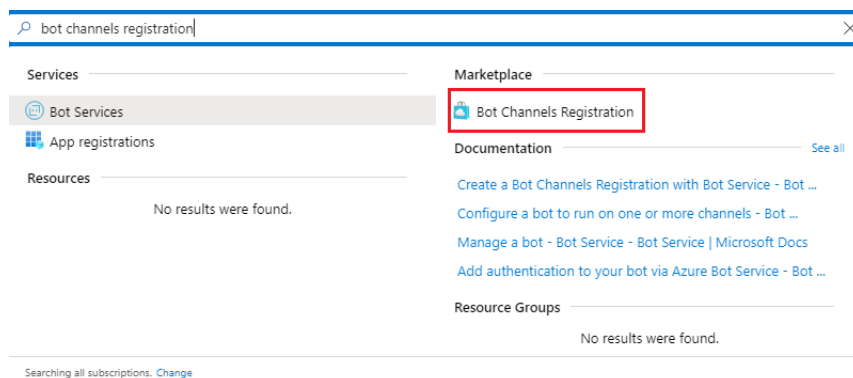 bot channels registration
Services
Bot Services
App registrations
Resources
No results were found.
Marketplace
Bot Channels Registration
Documentation
See all
Create a Bot Channels Registration with Bot Service - Bot ...
Configure a bot to run on one or more channels - Bot ...
Manage a bot - Bot Service - Bot Service | Microsoft Docs
Add authentication to your bot via Azure Bot Service - Bot ...
Resource Groups
No results were found.
Searching all subscriptions. Change